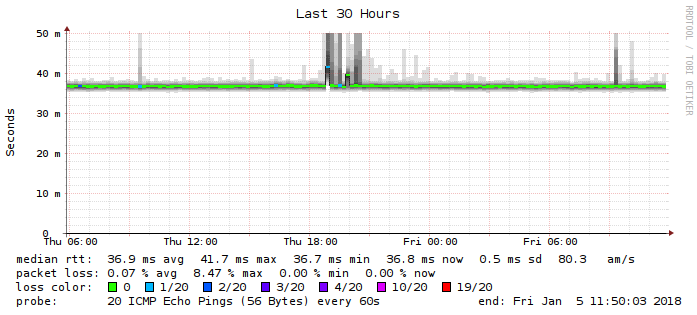 Last 30 Hours
RRDTOOL / TOBI OETIKER
Seconds
50 m
40 m
30 m
20 m
10 m
0
Thu 06:00 Thu 12:00 Thu 18:00 Fri 00:00 Fri 06:00
median rtt: 36.9 ms avg 41.7 ms max 36.7 ms min 36.8 ms now 0.5 ms sd 80.3 am/s
packet loss: 0.07 % avg 8.47 % max 0.00 % min 0.00 % now
loss color: 0 1/20 2/20 3/20 4/20 10/20 19/20
probe: 20 ICMP Echo Pings (56 Bytes) every 60s end: Fri Jan 5 11:50:03 2018